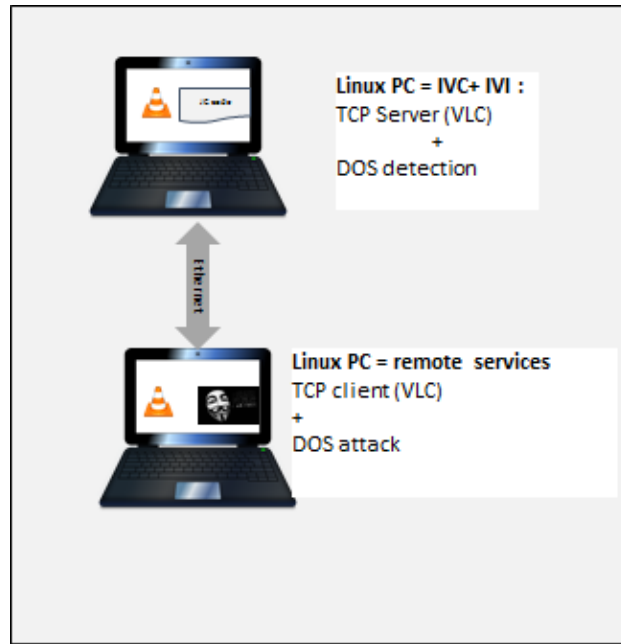 Linux PC = IVC+ IVI :
TCP Server (VLC)
+
DOS detection
Ethernet
Linux PC = remote services
TCP client (VLC)
+
DOS attack